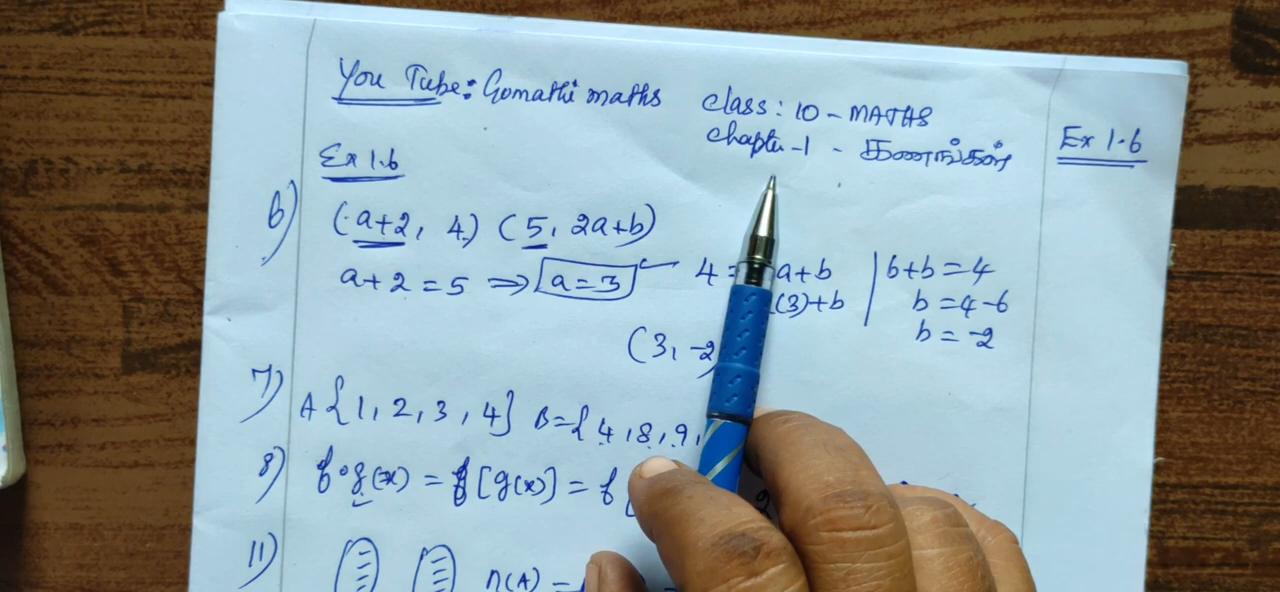 You Tube: Gomathi maths
class: 10 - MATHS
chapter -1 - கணங்கள்
Ex 1.6
Ex 1.6
6) (a+2, 4) (5, 2a+b)
a+2=5 ⇒ a=3
4 = a+b
(3)+b
b+b=4
b=4-6
b=-2
(3, -2
7) A{1, 2, 3, 4} B={4, 8, 9,
8) f∘g(x) = f[g(x)] = f
11) n(A) =